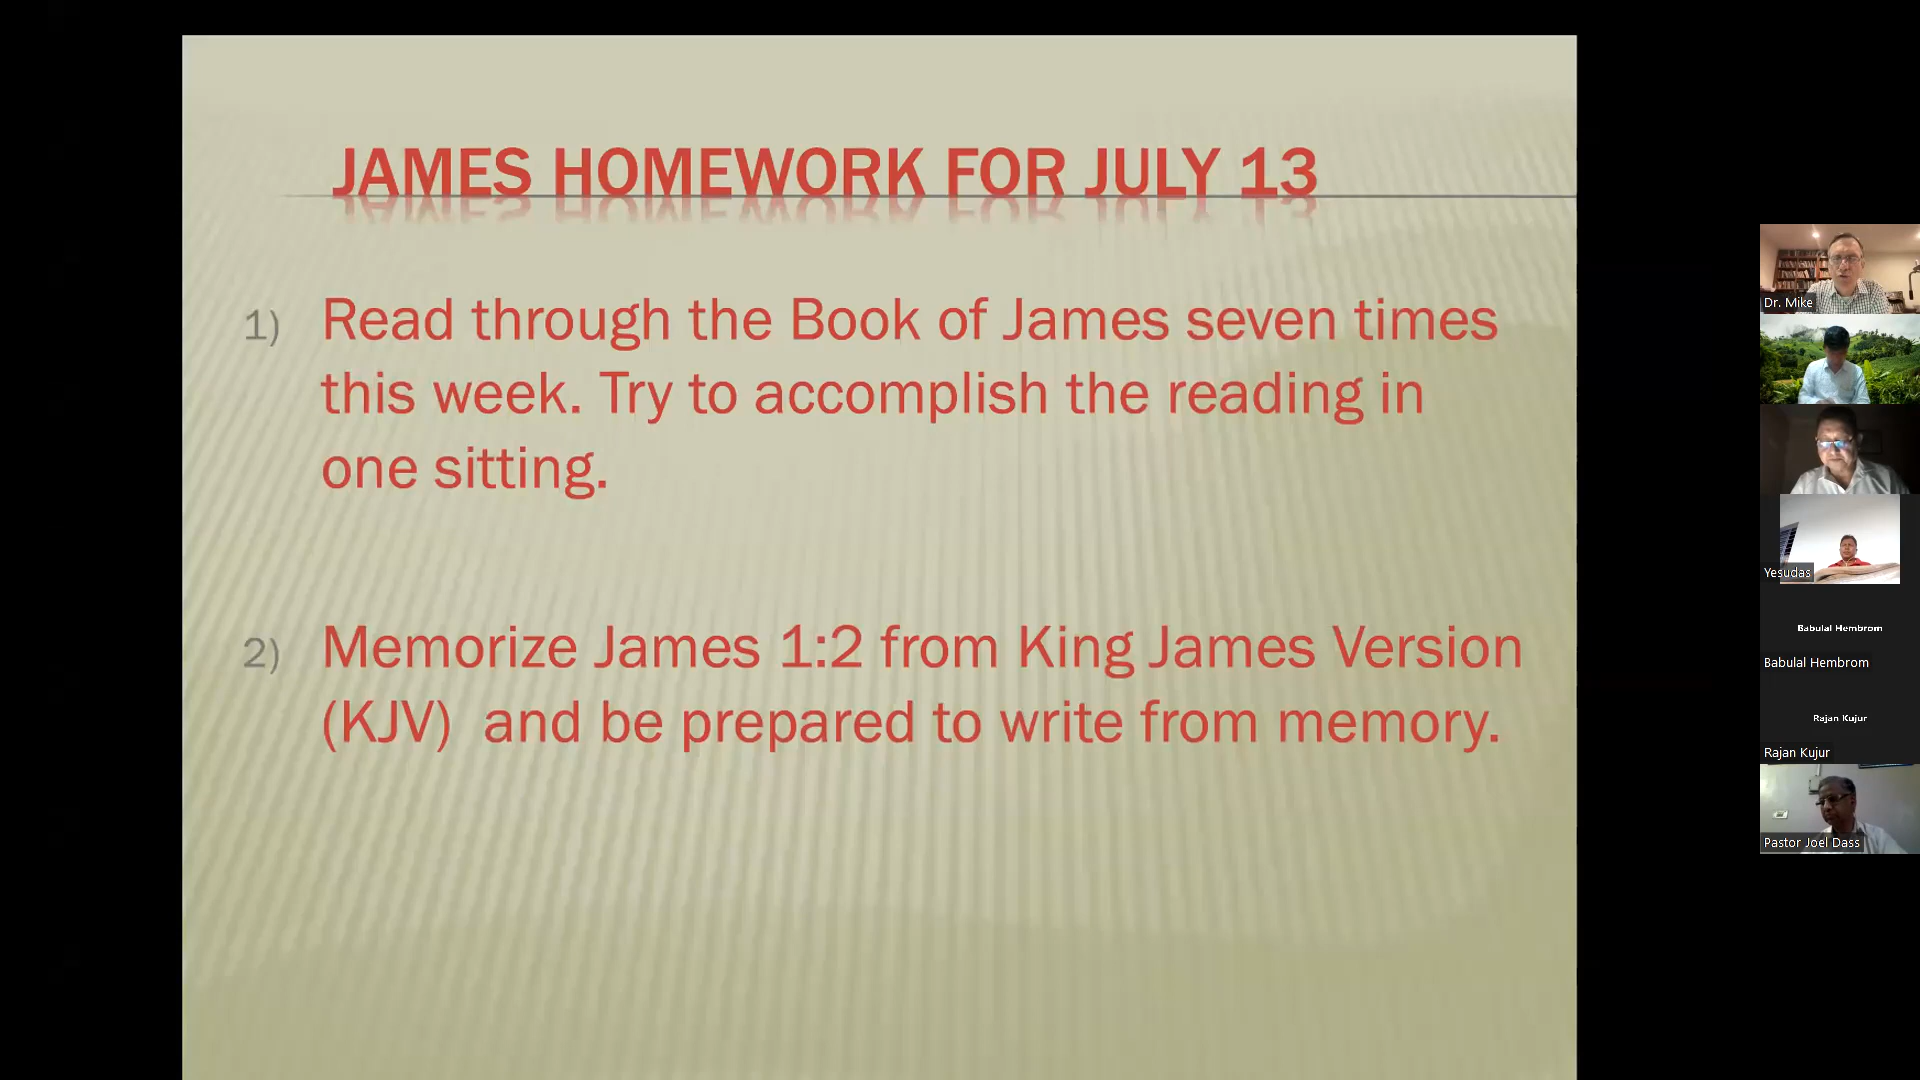 JAMES HOMEWORK FOR JULY 13
1) Read through the Book of James seven times
this week. Try to accomplish the reading in
one sitting.
2) Memorize James 1:2 from King James Version
(KJV)  and be prepared to write from memory.
Dr. Mike
Yesudas
Babulal Hembrom
Babulal Hembrom
Rajan Kujur
Rajan Kujur
Pastor Joel Dass